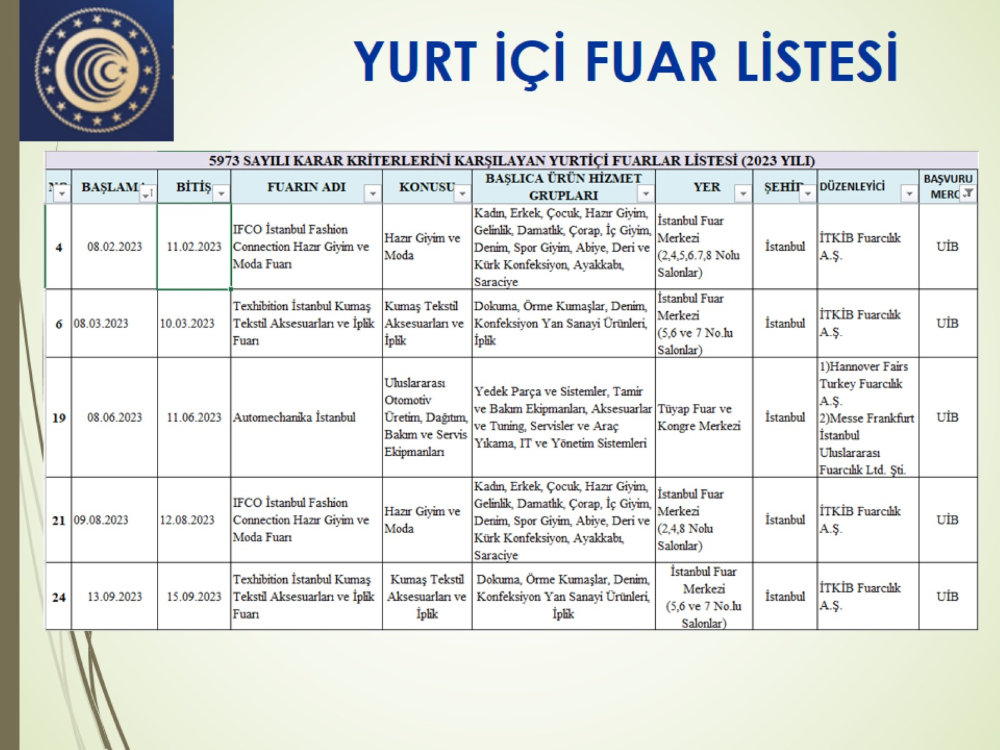 YURT İÇİ FUAR LİSTESİ
5973 SAYILI KARAR KRİTERLERİNİ KARŞILAYAN YURTİÇİ FUARLAR LİSTESİ (2023 YILI)
BİTİŞ
FUARIN ADI
KONUSU
BAŞLICA ÜRÜN HİZMET
GRUPLARI
YER
DÜZENLEYİCİ
BAŞVURU
4
08.02.2023
11.02.2023
IFCO İstanbul Fashion
Connection Hazır Giyim ve
Moda Fuarı
Hazır Giyim ve
Moda
Kadın, Erkek, Çocuk, Hazır Giyim,
Gelinlik, Damatlık, Çorap, İç Giyim,
Denim, Spor Giyim, Abiye, Deri ve
Kürk Konfeksiyon, Ayakkabı,
Saraciye
İstanbul Fuar
Merkezi
(2,4,5,6.7,8 Nolu
Salonlar)
İstanbul
İTKİB Fuarcılık
A.Ş.
UİB
6
08.03.2023
10.03.2023
Texhibition İstanbul Kumaş
Tekstil Aksesuarları ve İplik
Fuarı
Kumaş Tekstil
Aksesuarları ve
İplik
Dokuma, Örme Kumaşlar, Denim,
Konfeksiyon Yan Sanayi Ürünleri,
İplik
İstanbul Fuar
Merkezi
(5,6 ve 7 No.lu
Salonlar)
İstanbul
İTKİB Fuarcılık
A.Ş.
UİB
19
08.06.2023
11.06.2023
Automechanika İstanbul
Uluslararası
Otomotiv
Üretim, Dağıtım,
Bakım ve Servis
Ekipmanları
Yedek Parça ve Sistemler, Tamir
ve Bakım Ekipmanları, Aksesuarlar
ve Tuning, Servisler ve Araç
Yıkama, IT ve Yönetim Sistemleri
Tüyap Fuar ve
Kongre Merkezi
İstanbul
1)Hannover Fairs
Turkey Fuarcılık
A.Ş.
2)Messe Frankfurt
İstanbul
Uluslararası
Fuarcılık Ltd. Şti.
UİB
21
09.08.2023
12.08.2023
IFCO İstanbul Fashion
Connection Hazır Giyim ve
Moda Fuarı
Hazır Giyim ve
Moda
Kadın, Erkek, Çocuk, Hazır Giyim,
Gelinlik, Damatlık, Çorap, İç Giyim,
Denim, Spor Giyim, Abiye, Deri ve
Kürk Konfeksiyon, Ayakkabı,
Saraciye
İstanbul Fuar
Merkezi
(2,4,8 Nolu
Salonlar)
İstanbul
İTKİB Fuarcılık
A.Ş.
UİB
24
13.09.2023
15.09.2023
Texhibition İstanbul Kumaş
Tekstil Aksesuarları ve İplik
Fuarı
Kumaş Tekstil
Aksesuarları ve
İplik
Dokuma, Örme Kumaşlar, Denim,
Konfeksiyon Yan Sanayi Ürünleri,
İplik
İstanbul Fuar
Merkezi
(5,6 ve 7 No.lu
Salonlar)
İstanbul
İTKİB Fuarcılık
A.Ş.
UİB